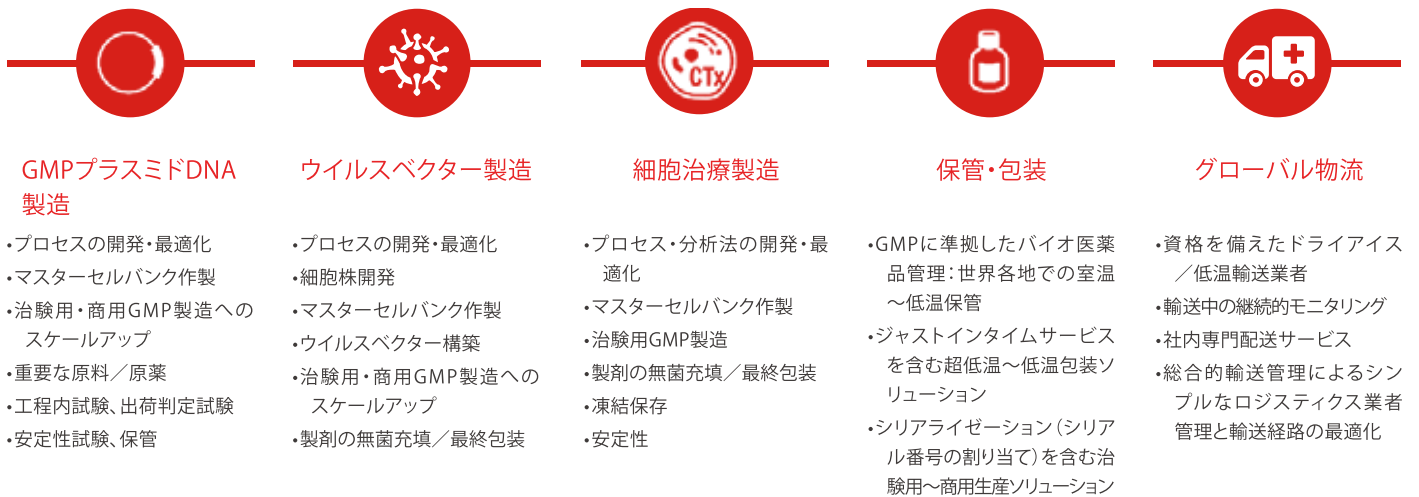 CTx
GMPプラスミドDNA
製造
•プロセスの開発・最適化
•マスターセルバンク作製
•治験用・商用GMP製造への
スケールアップ
•重要な原料／原薬
•工程内試験、出荷判定試験
•安定性試験、保管
ウイルスベクター製造
•プロセスの開発・最適化
•細胞株開発
•マスターセルバンク作製
•ウイルスベクター構築
•治験用・商用GMP製造への
スケールアップ
•製剤の無菌充填／最終包装
細胞治療製造
•プロセス・分析法の開発・最
適化
•マスターセルバンク作製
•治験用GMP製造
•製剤の無菌充填／最終包装
•凍結保存
•安定性
保管・包装
•GMPに準拠したバイオ医薬
品管理：世界各地での室温
～低温保管
•ジャストインタイムサービス
を含む超低温～低温包装ソ
リューション
•シリアライゼーション（シリア
ル番号の割り当て）を含む治
験用～商用生産ソリューション
グローバル物流
•資格を備えたドライアイス
／低温輸送業者
•輸送中の継続的モニタリング
•社内専門配送サービス
•総合的輸送管理によるシン
プルなロジスティクス業者
管理と輸送経路の最適化